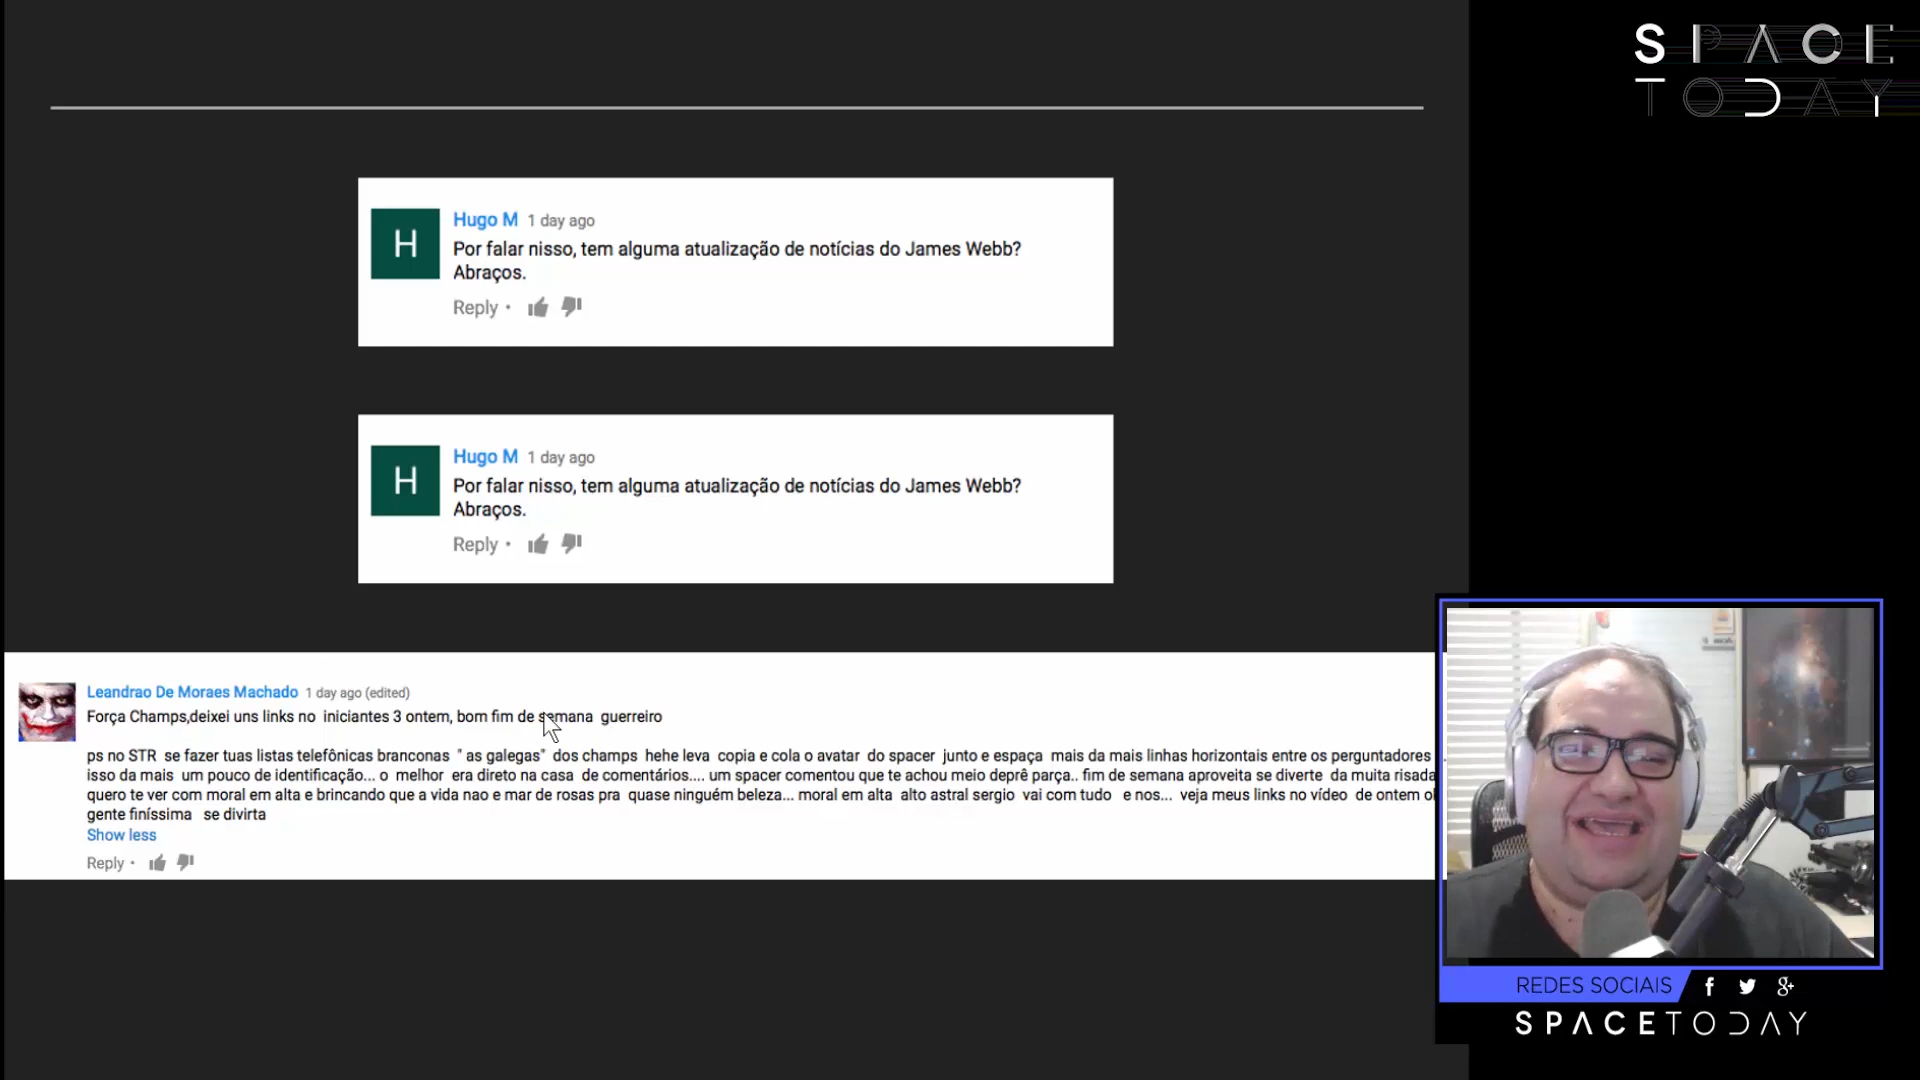 SPACE
TODAY
H
Hugo M 1 day ago
Por falar nisso, tem alguma atualização de notícias do James Webb?
Abraços.
Reply •
H
Hugo M 1 day ago
Por falar nisso, tem alguma atualização de notícias do James Webb?
Abraços.
Reply •
Leandrao De Moraes Machado 1 day ago (edited)
Força Champs,deixei uns links no iniciantes 3 ontem, bom fim de semana guerreiro
ps no STR se fazer tuas listas telefônicas branconas " as galegas" dos champs hehe leva copia e cola o avatar do spacer junto e espaça mais da mais linhas horizontais entre os perguntadores
isso da mais um pouco de identificação... o melhor era direto na casa de comentários.... um spacer comentou que te achou meio deprê parça.. fim de semana aproveita se diverte da muita risada
quero te ver com moral em alta e brincando que a vida nao e mar de rosas pra quase ninguém beleza... moral em alta alto astral sergio vai com tudo e nos... veja meus links no vídeo de ontem
gente finíssima se divirta
Show less
Reply •
REDES SOCIAIS f g+
SPACETODAY